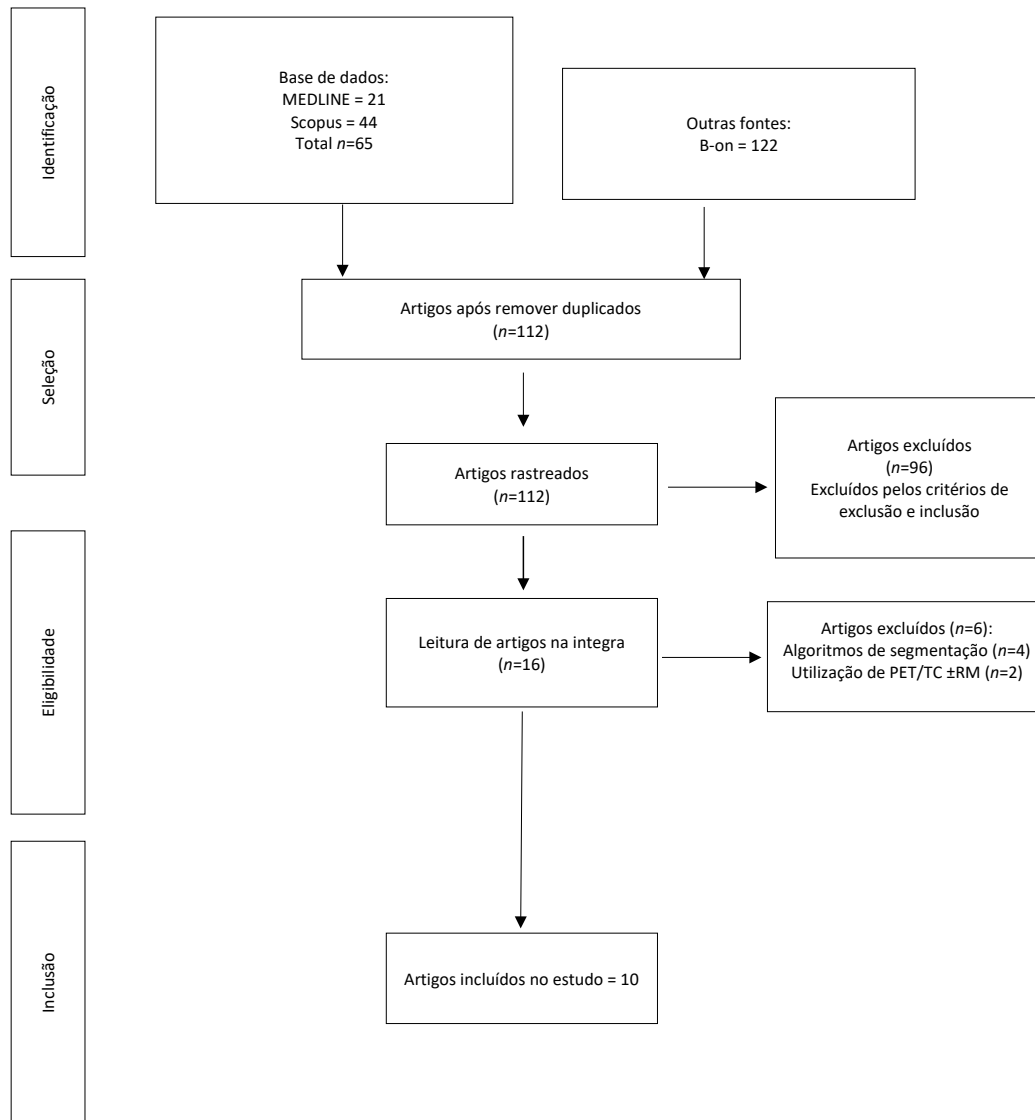 Identificação
Base de dados:
MEDLINE = 21
Scopus = 44
Total n=65
Outras fontes:
B-on = 122
Seleção
Artigos após remover duplicados
(n=112)
Artigos rastreados
(n=112)
Artigos excluídos
(n=96)
Excluídos pelos critérios de
exclusão e inclusão
Eligibilidade
Leitura de artigos na integra
(n=16)
Artigos excluídos (n=6):
Algoritmos de segmentação (n=4)
Utilização de PET/TC ±RM (n=2)
Inclusão
Artigos incluídos no estudo = 10